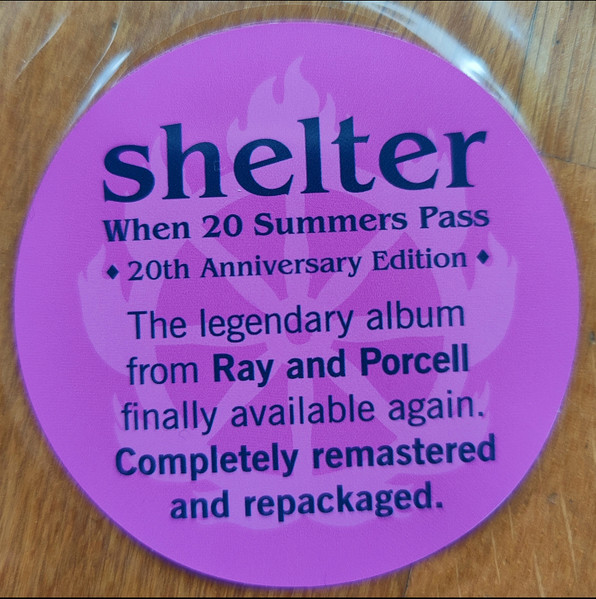 shelter
When 20 Summers Pass
♦ 20th Anniversary Edition ♦
The legendary album
from Ray and Porcell
finally available again.
Completely remastered
and repackaged.